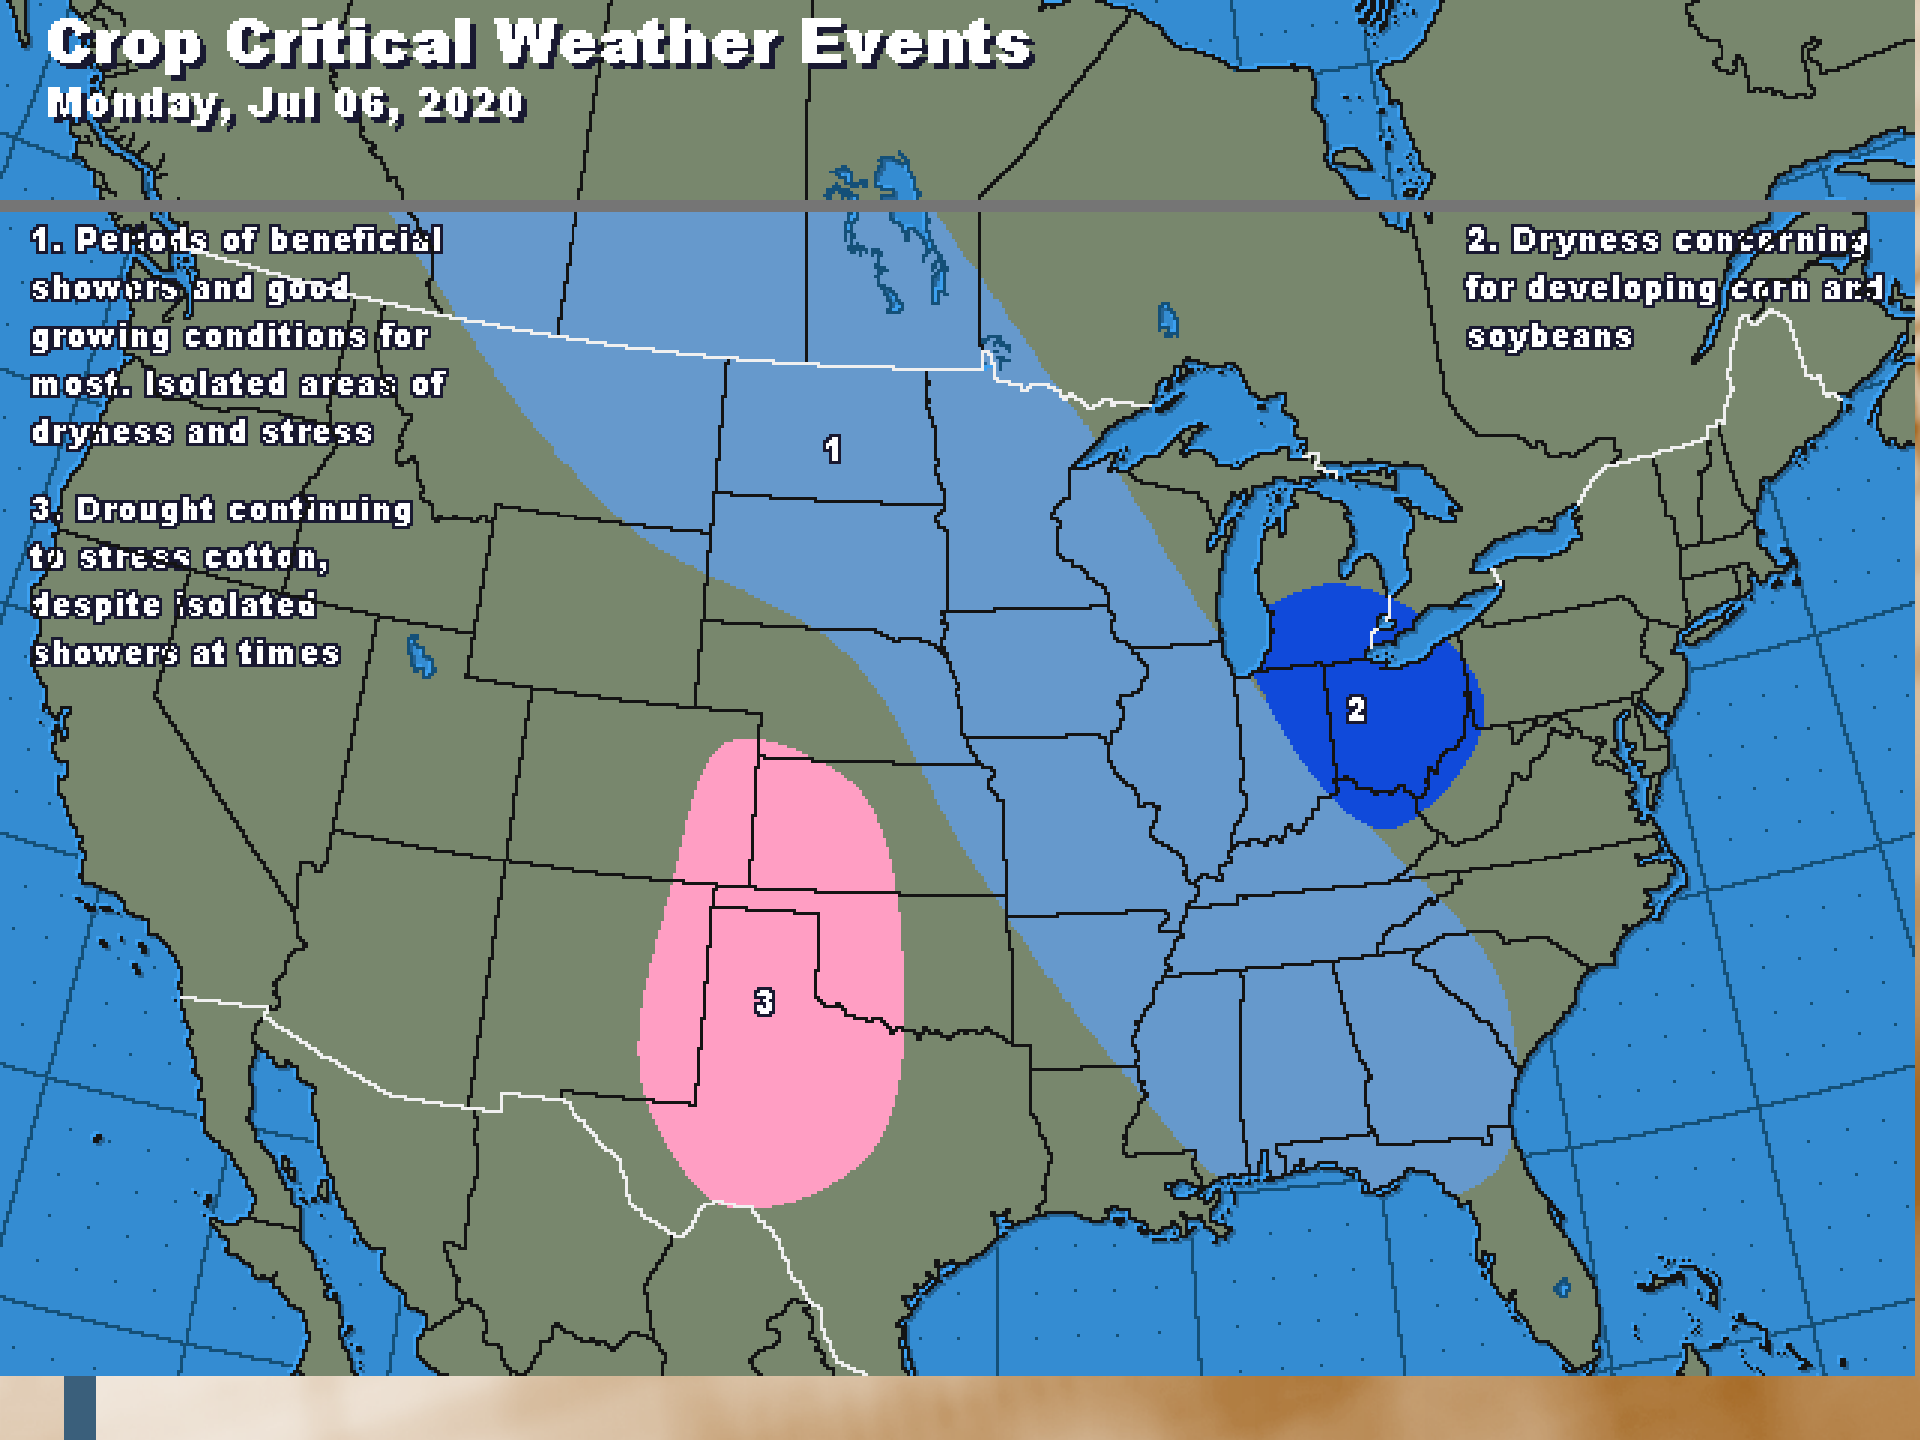 Crop Critical Weather Events
Monday, Jul 06, 2020
1. Periods of beneficial
showers and good
growing conditions for
most. Isolated areas of
dryness and stress
3. Drought continuing
to stress cotton,
despite isolated
showers at times
2. Dryness concerning
for developing corn and
soybeans
1
2
3